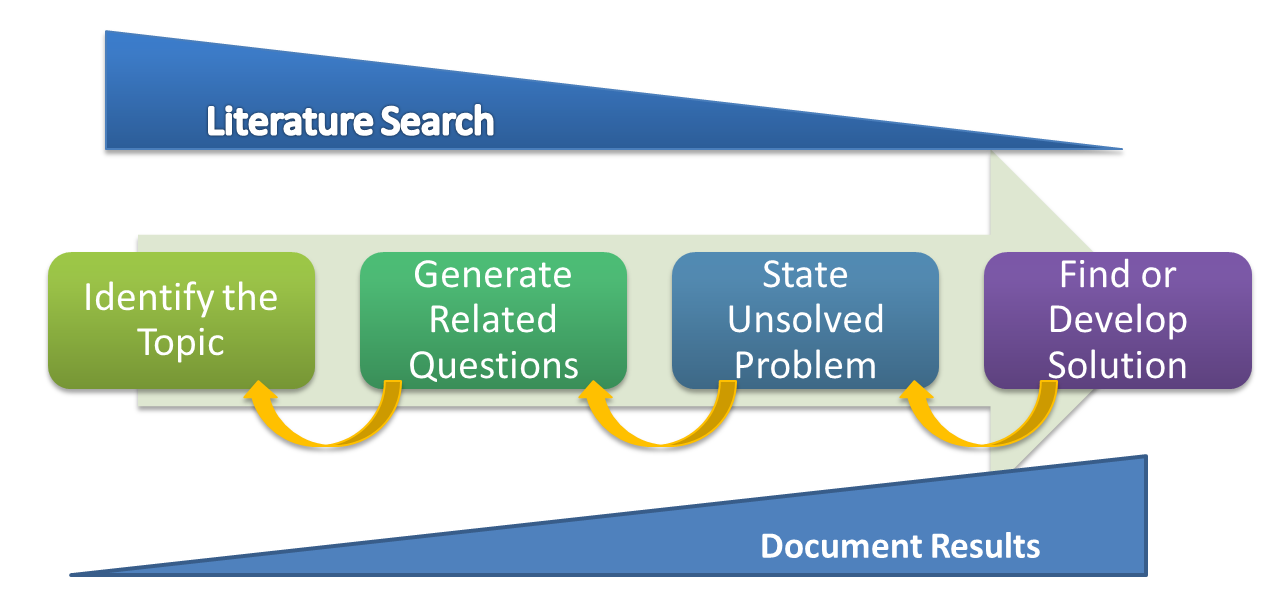 Literature Search
Identify the
Topic
Generate
Related
Questions
State
Unsolved
Problem
Find or
Develop
Solution
Document Results